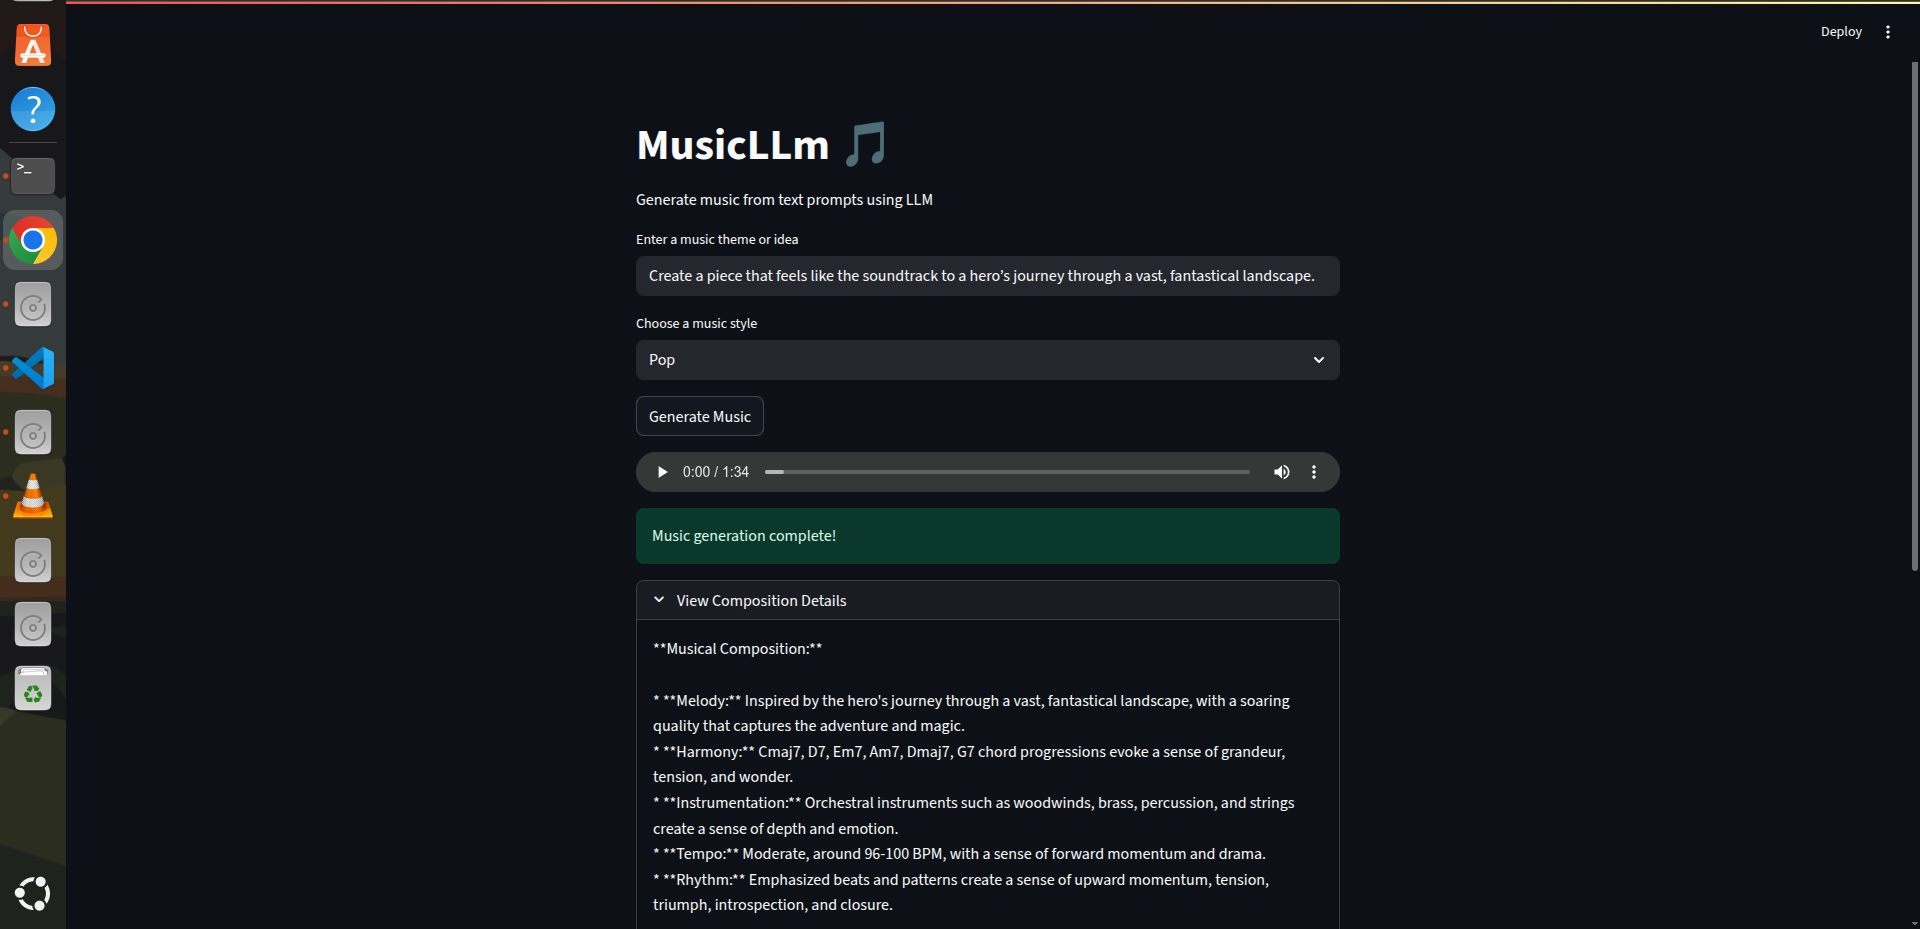 Deploy
MusicLLm
Generate music from text prompts using LLM
Enter a music theme or idea
Create a piece that feels like the soundtrack to a hero’s journey through a vast, fantastical landscape.
Choose a music style
Pop
Generate Music
0:00 / 1:34
Music generation complete!
View Composition Details
**Musical Composition:**
* **Melody:** Inspired by the hero's journey through a vast, fantastical landscape, with a soaring
quality that captures the adventure and magic.
* **Harmony:** Cmaj7, D7, Em7, Am7, Dmaj7, G7 chord progressions evoke a sense of grandeur,
tension, and wonder.
* **Instrumentation:** Orchestral instruments such as woodwinds, brass, percussion, and strings
create a sense of depth and emotion.
* **Tempo:** Moderate, around 96-100 BPM, with a sense of forward momentum and drama.
* **Rhythm:** Emphasized beats and patterns create a sense of upward momentum, tension,
triumph, introspection, and closure.